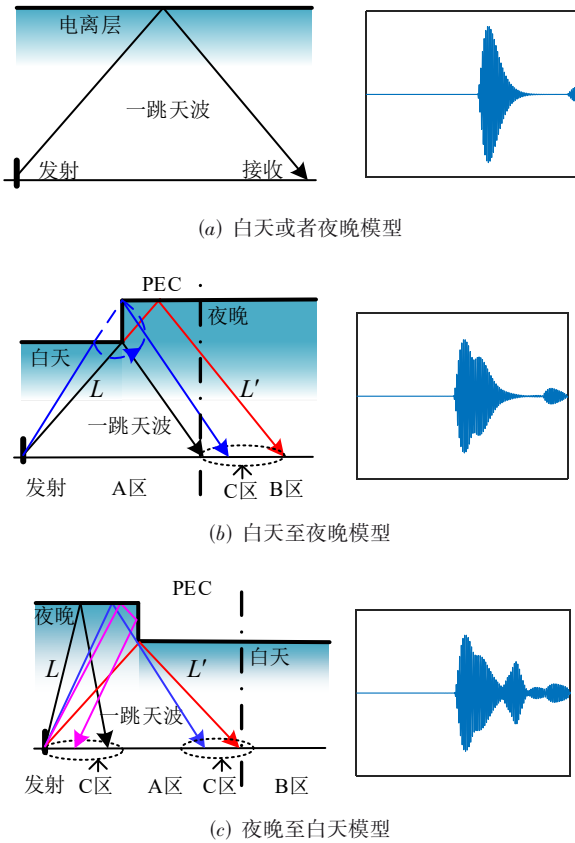 电离层
一跳天波
发射 接收
(a) 白天或者夜晚模型
PEC
夜晚
白天
L L′
一跳天波
发射 A区 C区 B区
(b) 白天至夜晚模型
PEC
夜晚
白天
L L′
一跳天波
发射 C区 A区 C区 B区
(c) 夜晚至白天模型